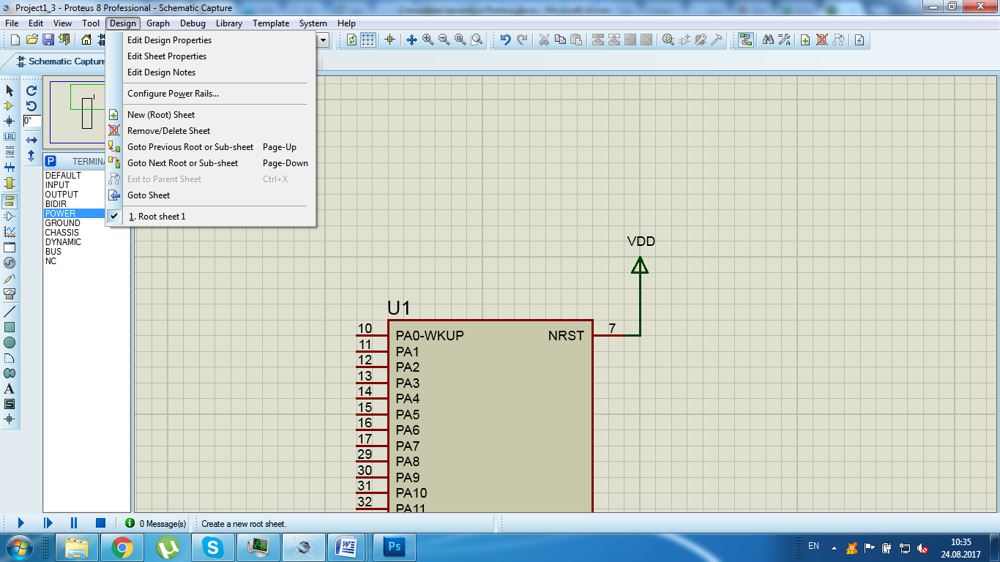 Project1_3 - Proteus 8 Professional - Schematic Capture
File Edit View Tool Design Graph Debug Library Template System Help
Schematic Capture
Edit Design Properties
Edit Sheet Properties
Edit Design Notes
Configure Power Rails...
New (Root) Sheet
Remove/Delete Sheet
Goto Previous Root or Sub-sheet Page-Up
Goto Next Root or Sub-sheet Page-Down
Exit to Parent Sheet Ctrl+X
Goto Sheet
1. Root sheet 1
0°
LBL
A
S
P TERMINA
DEFAULT
INPUT
OUTPUT
BIDIR
POWER
GROUND
CHASSIS
DYNAMIC
BUS
NC
VDD
U1
10 PA0-WKUP NRST 7
11 PA1
12 PA2
13 PA3
14 PA4
15 PA5
16 PA6
17 PA7
29 PA8
30 PA9
31 PA10
32 PA11
0 Message(s) Create a new root sheet.
Ps
EN
10:35
24.08.2017